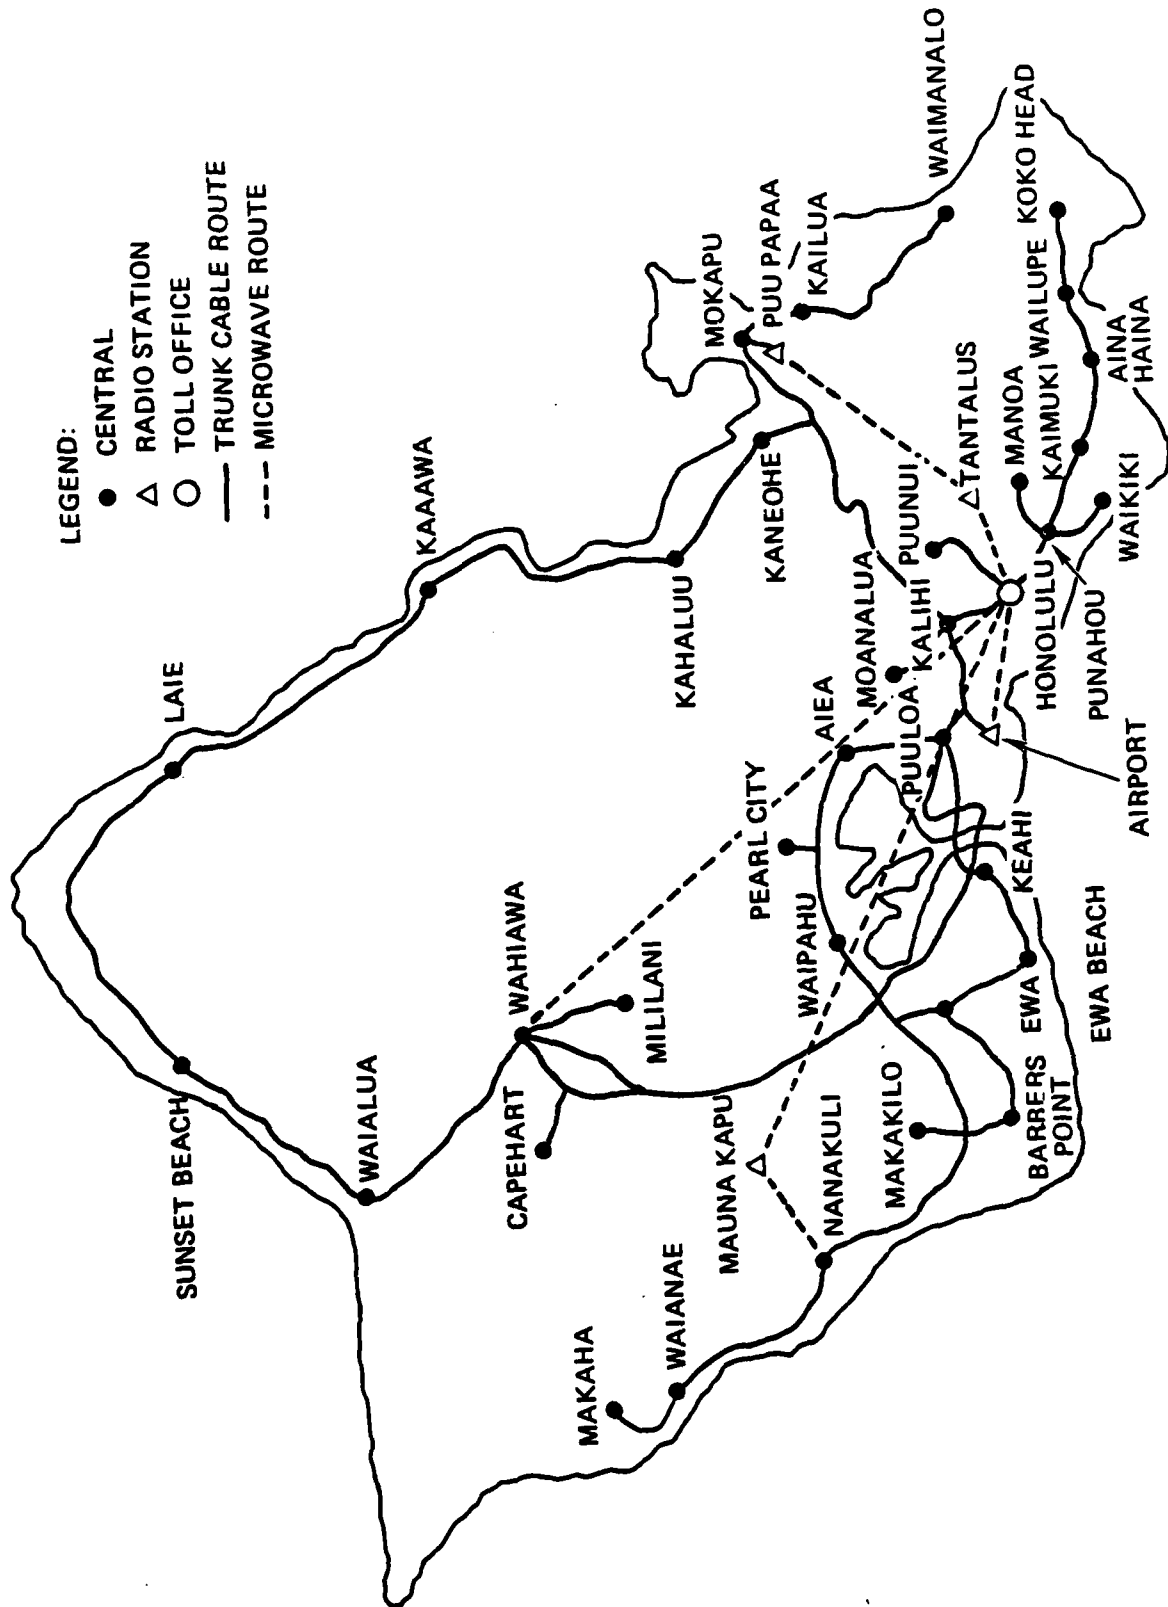 LEGEND:
CENTRAL
RADIO STATION
TOLL OFFICE
TRUNK CABLE ROUTE
MICROWAVE ROUTE
LAIE
KAAAWA
SUNSET BEACH
WAIALUA
KAHALUU
KANEOHE
MOKAPU
PUU PAPAA
KAILUA
WAIMANALO
WAHIAWA
CAPEHART
MILILANI
PEARL CITY
AIEA
MOANALUA
KALIHI
PUUNUI
TANTALUS
MANOA
KAIMUKI
WAILUPE
KOKO HEAD
AINA
HAINA
WAIKIKI
PUNAHOU
HONOLULU
AIRPORT
PUULOA
KEAHI
WAIPAHU
EWA BEACH
EWA
BARRERS
POINT
MAKAKILO
NANAKULI
MAUNA KAPU
WAIANAE
MAKAHA